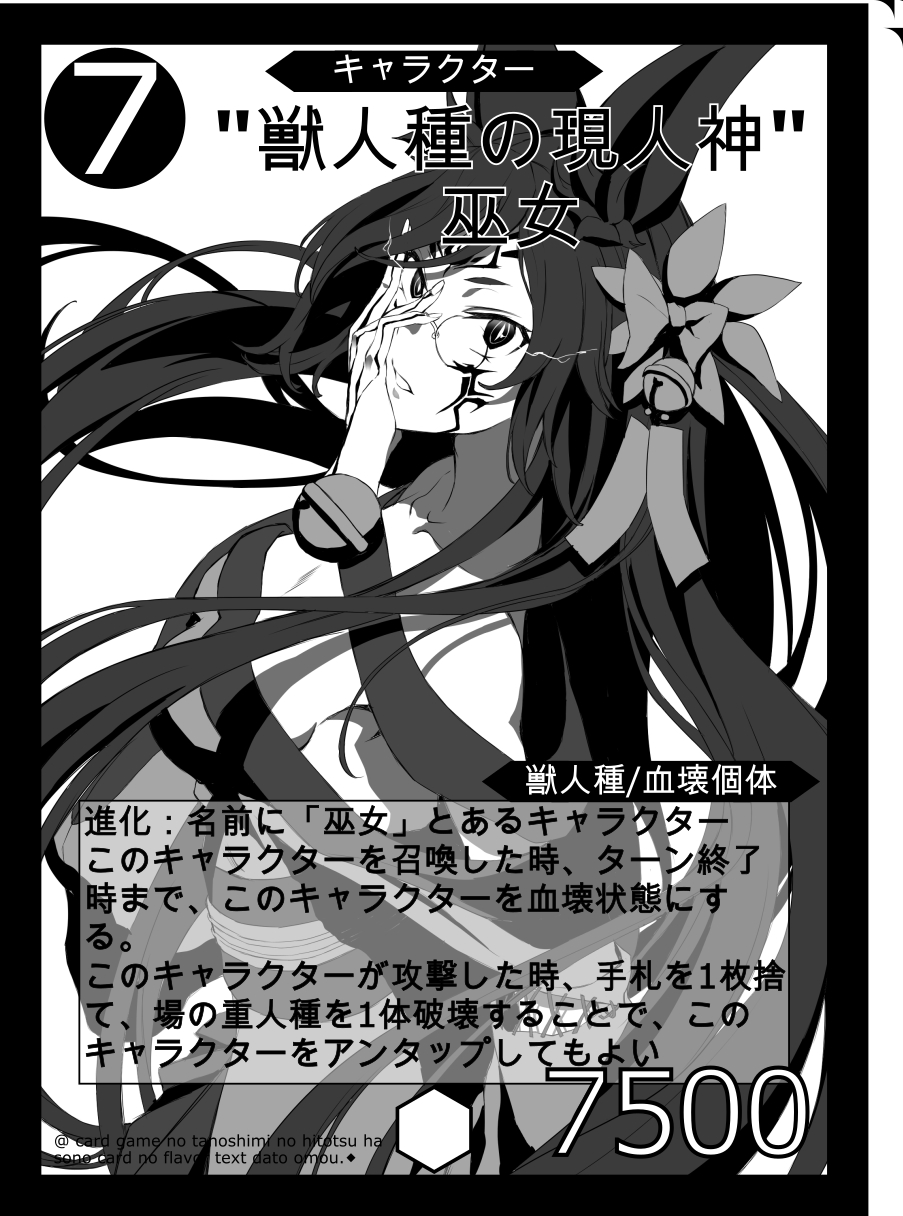 7
キャラクター
"獣人種の現人神"
巫女
獣人種/血壊個体
進化：名前に「巫女」とあるキャラクター
このキャラクターを召喚した時、ターン終了
時まで、このキャラクターを血壊状態にす
る。
このキャラクターが攻撃した時、手札を1枚捨
て、場の重人種を1体破壊することで、この
キャラクターをアンタップしてもよい
7500
@ card game no tanoshimi no hitotsu ha
sono card no flavor text dato omou.◆